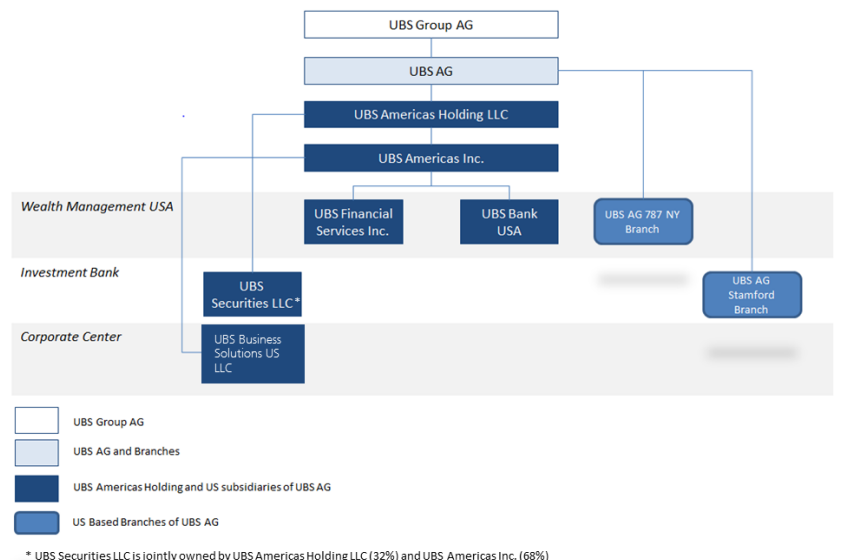 UBS Group AG
UBS AG
UBS Americas Holding LLC
UBS Americas Inc.
Wealth Management USA
UBS Financial
Services Inc.
UBS Bank
USA
UBS AG 787 NY
Branch
Investment Bank
UBS
Securities LLC*
UBS AG
Stamford
Branch
Corporate Center
UBS Business
Solutions US
LLC
UBS Group AG
UBS AG and Branches
UBS Americas Holding and US subsidiaries of UBS AG
US Based Branches of UBS AG
* UBS Securities LLC is jointly owned by UBS Americas Holding LLC (32%) and UBS Americas Inc. (68%)